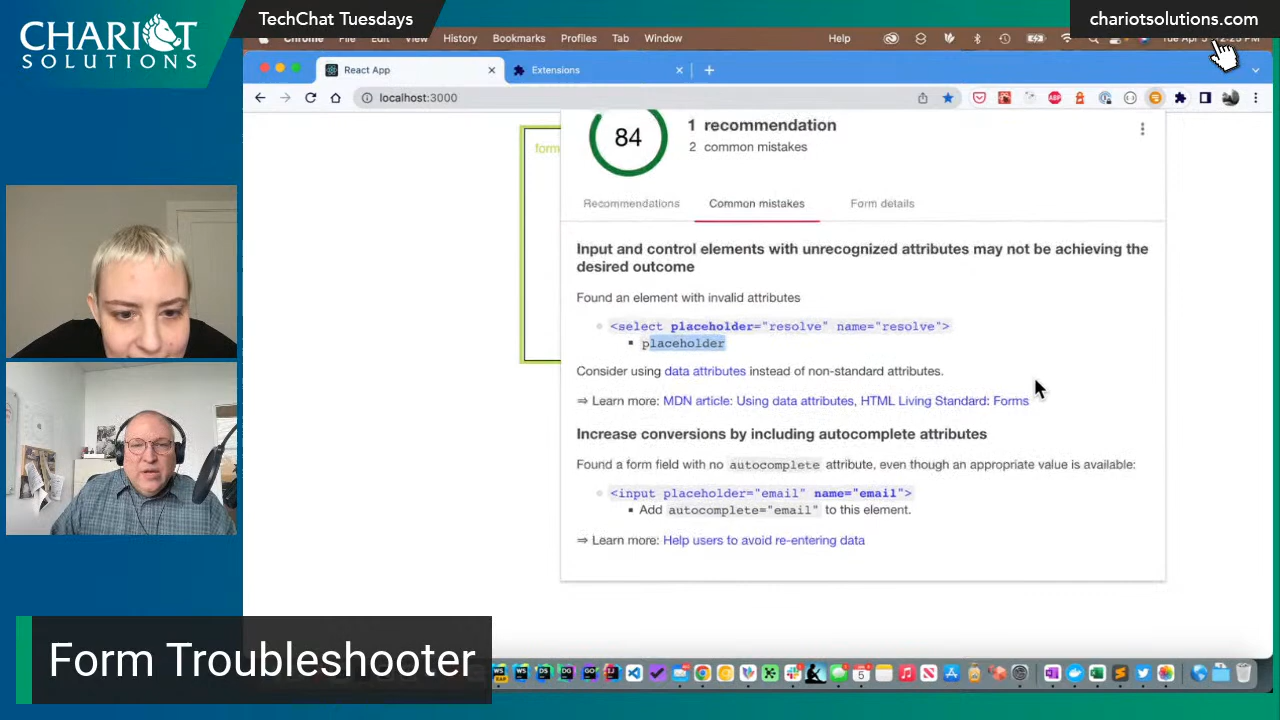 CHARIOT
SOLUTIONS
TechChat Tuesdays
chariotsolutions.com
Chrome File Edit View History Bookmarks Profiles Tab Window Help
React App
Extensions
localhost:3000
form
84
1 recommendation
2 common mistakes
Recommendations Common mistakes Form details
Input and control elements with unrecognized attributes may not be achieving the
desired outcome
Found an element with invalid attributes
<select placeholder="resolve" name="resolve">
placeholder
Consider using data attributes instead of non-standard attributes.
⇒ Learn more: MDN article: Using data attributes, HTML Living Standard: Forms
Increase conversions by including autocomplete attributes
Found a form field with no autocomplete attribute, even though an appropriate value is available:
<input placeholder="email" name="email">
Add autocomplete="email" to this element.
⇒ Learn more: Help users to avoid re-entering data
Form Troubleshooter